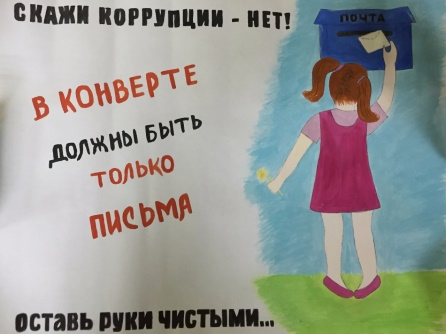 СКАЖИ КОРРУПЦИИ - НЕТ!
ПОЧТА
В КОНВЕРТЕ
ДОЛЖНЫ БЫТЬ
ТОЛЬКО
ПИСЬМА
ОСТАВЬ РУКИ ЧИСТЫМИ...